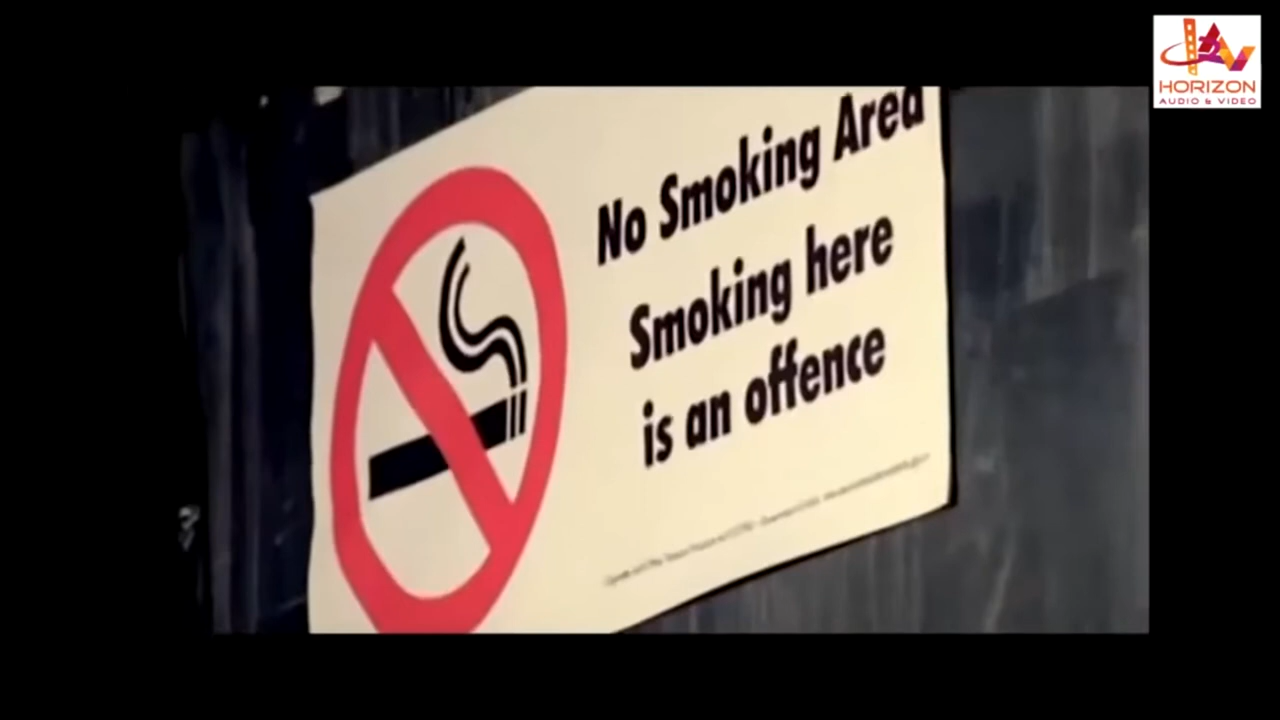 HORIZON
AUDIO & VIDEO
No Smoking Area
Smoking here
is an offence